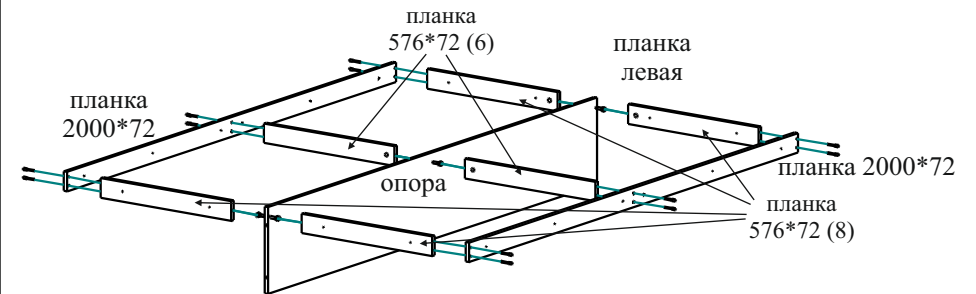 планка
576*72 (6)
планка
левая
планка
2000*72
опора
планка 2000*72
планка
576*72 (8)